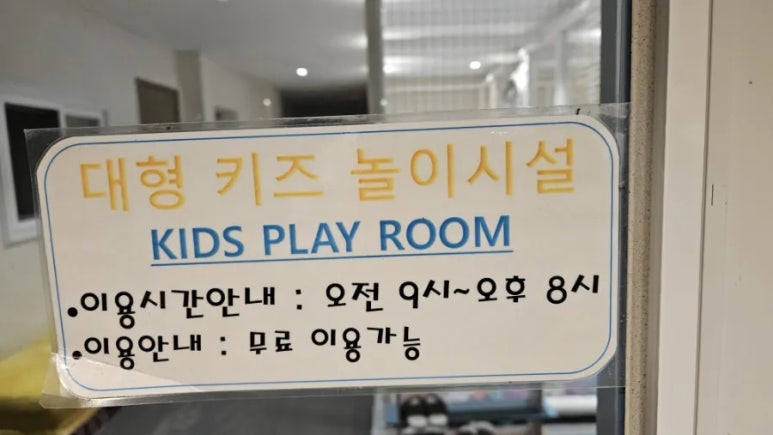 대형 키즈 놀이시설
KIDS PLAY ROOM
•이용시간안내 : 오전 9시~오후 8시
•이용안내 : 무료 이용가능